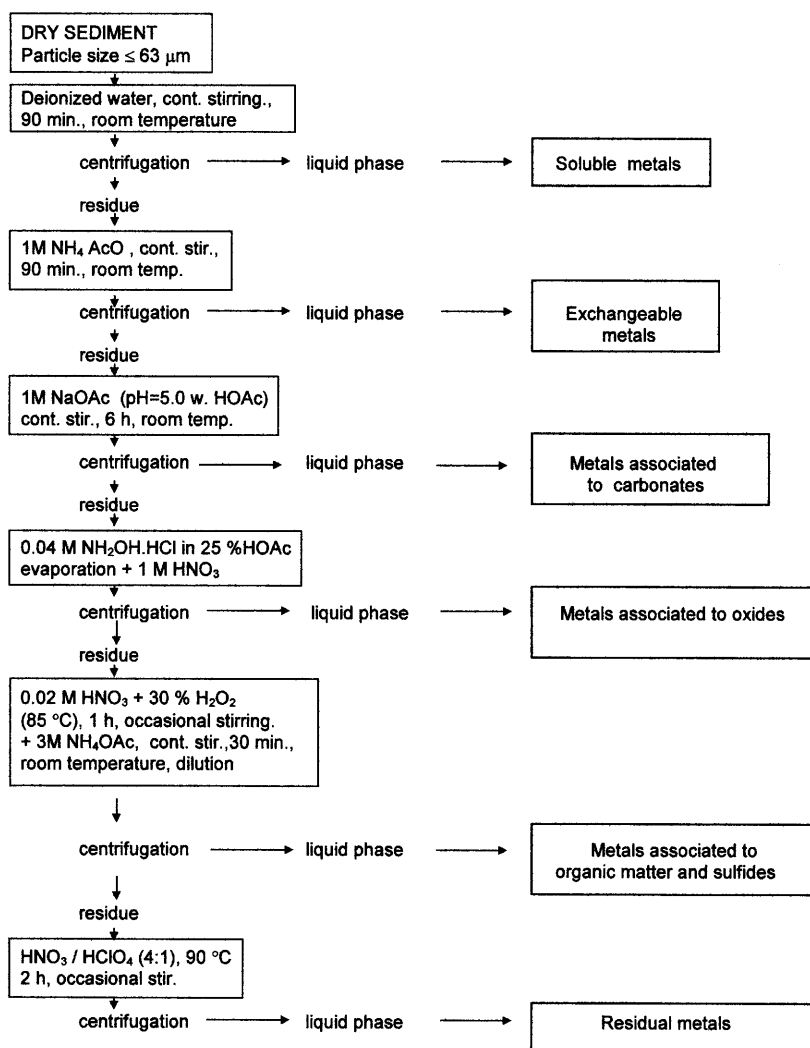 DRY SEDIMENT
Particle size ≤ 63 µm
Deionized water, cont. stirring.,
90 min., room temperature
centrifugation
liquid phase
Soluble metals
residue
1M NH₄ AcO , cont. stir.,
90 min., room temp.
centrifugation
liquid phase
Exchangeable
metals
residue
1M NaOAc (pH=5.0 w. HOAc)
cont. stir., 6 h, room temp.
centrifugation
liquid phase
Metals associated
to carbonates
residue
0.04 M NH₂OH.HCl in 25 %HOAc
evaporation + 1 M HNO₃
centrifugation
liquid phase
Metals associated to oxides
residue
0.02 M HNO₃ + 30 % H₂O₂
(85 °C), 1 h, occasional stirring.
+ 3M NH₄OAc, cont. stir.,30 min.,
room temperature, dilution
centrifugation
liquid phase
Metals associated to
organic matter and sulfides
residue
HNO₃ / HClO₄ (4:1), 90 °C
2 h, occasional stir.
centrifugation
liquid phase
Residual metals